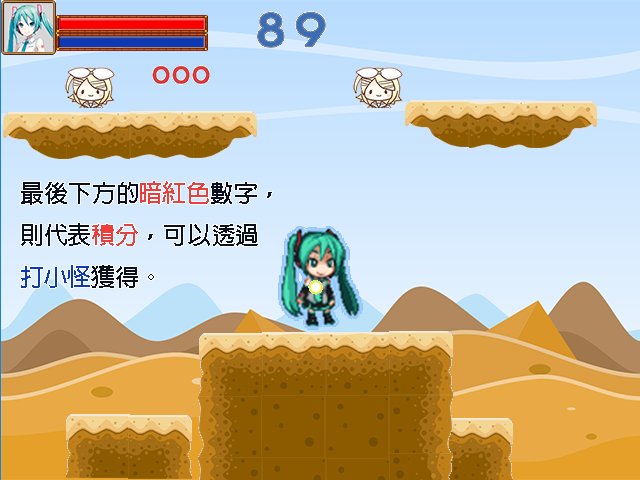 89
000
最後下方的暗紅色數字，
則代表積分，可以透過
打小怪獲得。